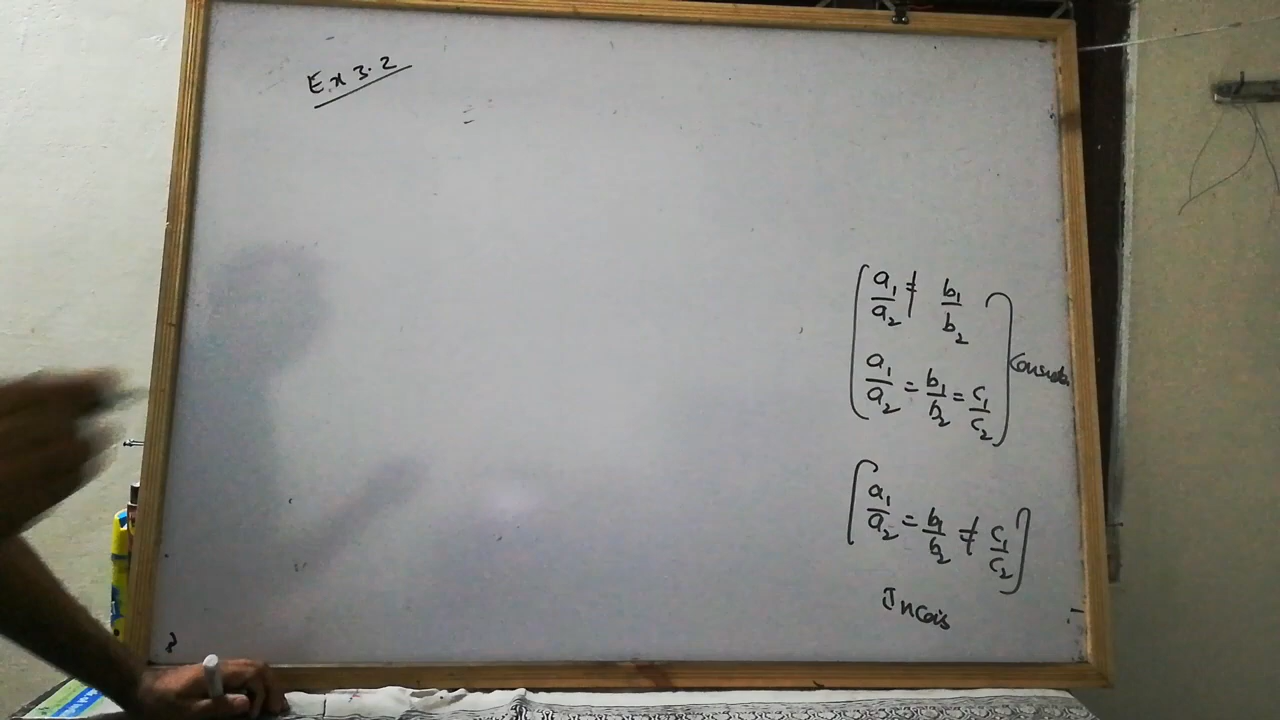 Ex 3.2
a₁/a₂ ≠ b₁/b₂
a₁/a₂ = b₁/b₂ = c₁/c₂
a₁/a₂ = b₁/b₂ ≠ c₁/c₂
Incois